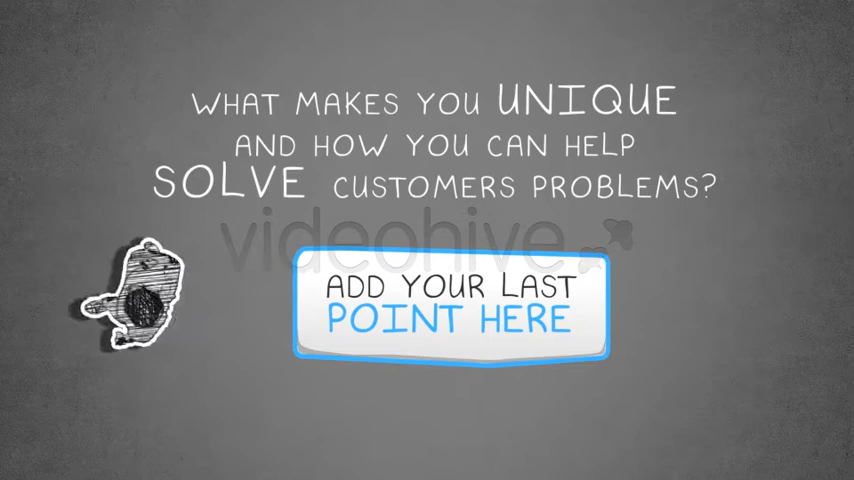 WHAT MAKES YOU UNIQUE
AND HOW YOU CAN HELP
SOLVE CUSTOMERS PROBLEMS?
videohive
ADD YOUR LAST
POINT HERE